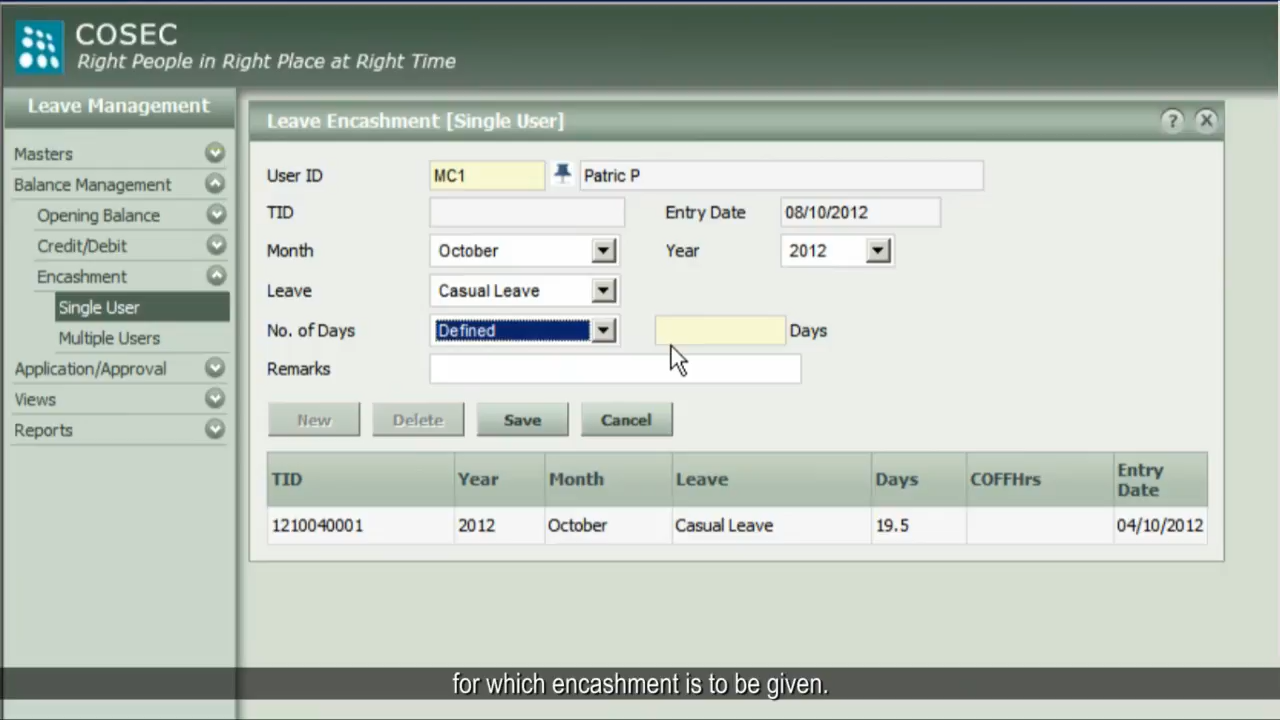 COSEC
Right People in Right Place at Right Time
Leave Management
Masters
Balance Management
Opening Balance
Credit/Debit
Encashment
Single User
Multiple Users
Application/Approval
Views
Reports
Leave Encashment [Single User]
?
X
User ID MC1 Patric P
TID Entry Date 08/10/2012
Month October Year 2012
Leave Casual Leave
No. of Days Defined Days
Remarks
New Delete Save Cancel
TID Year Month Leave Days COFFHrs Entry Date
1210040001 2012 October Casual Leave 19.5 04/10/2012
for which encashment is to be given.